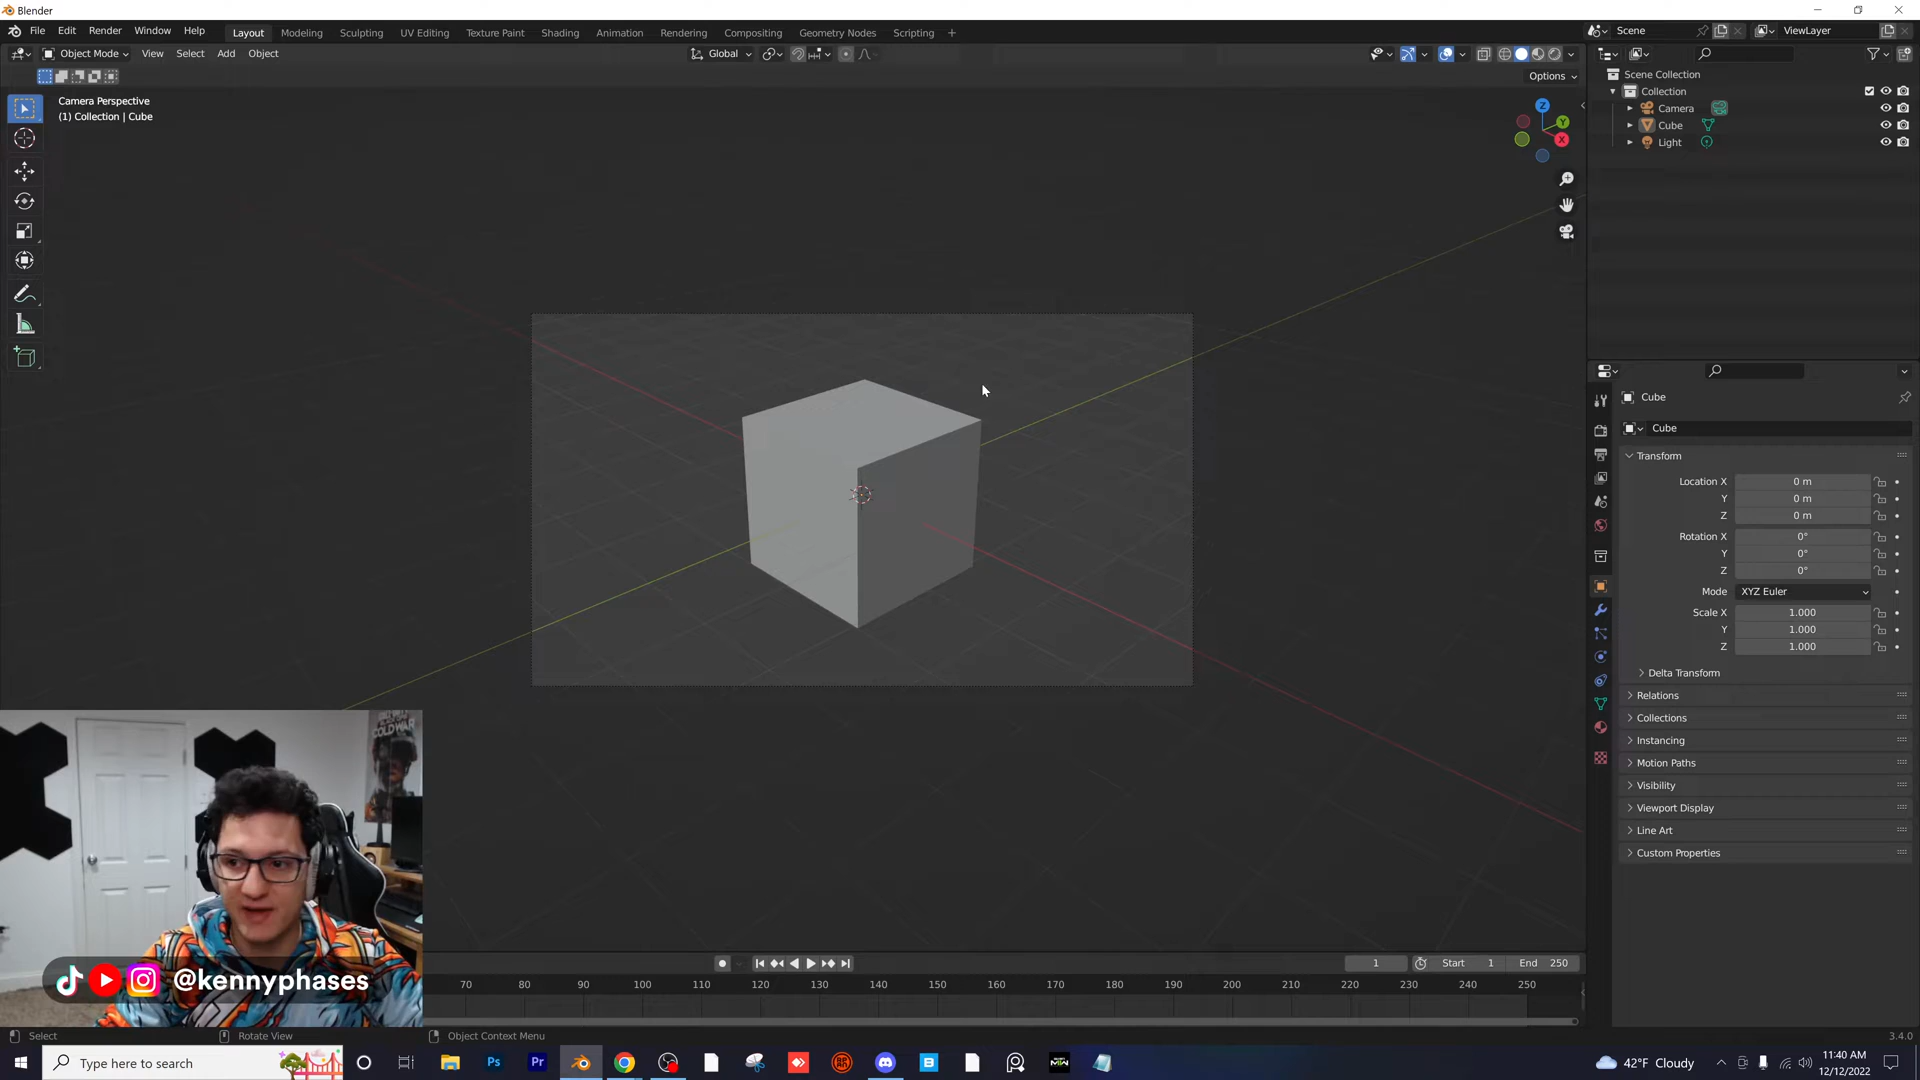 Blender
File Edit Render Window Help Layout Modeling Sculpting UV Editing Texture Paint Shading Animation Rendering Compositing Geometry Nodes Scripting + Scene ViewLayer
Object Mode View Select Add Object Global
Options
Camera Perspective
(1) Collection | Cube
Z
Y
X
Scene Collection
Collection
Camera
Cube
Light
Cube
Cube
Transform
Location X 0 m
Y 0 m
Z 0 m
Rotation X 0°
Y 0°
Z 0°
Mode XYZ Euler
Scale X 1.000
Y 1.000
Z 1.000
Delta Transform
Relations
Collections
Instancing
Motion Paths
Visibility
Viewport Display
Line Art
Custom Properties
COLD WAR
@kennyphases
1 Start 1 End 250
70 80 90 100 110 120 130 140 150 160 170 180 190 200 210 220 230 240 250
Select Rotate View Object Context Menu 3.4.0
Type here to search
Ps Pr
42°F Cloudy
11:40 AM
12/12/2022